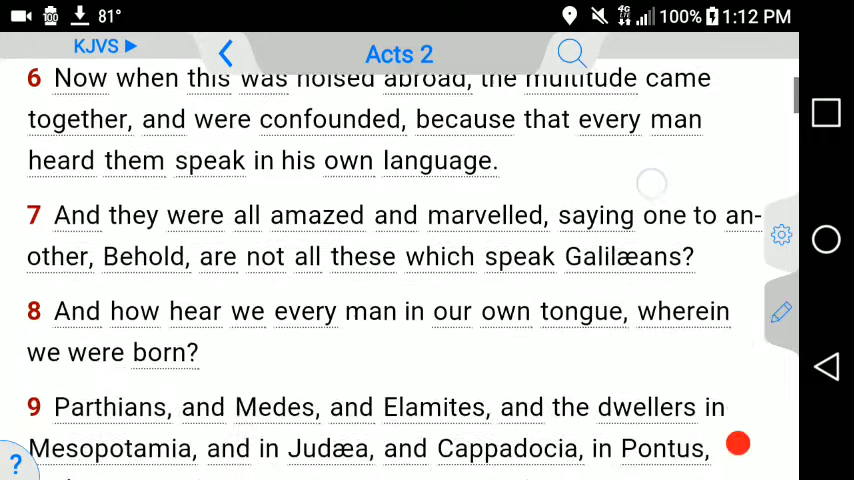 100 81° 4G LTE 100% 1:12 PM
KJVS ▶ Acts 2
6 Now when this was noised abroad, the multitude came
together, and were confounded, because that every man
heard them speak in his own language.
7 And they were all amazed and marvelled, saying one to an-
other, Behold, are not all these which speak Galilæans?
8 And how hear we every man in our own tongue, wherein
we were born?
9 Parthians, and Medes, and Elamites, and the dwellers in
Mesopotamia, and in Judæa, and Cappadocia, in Pontus,
?